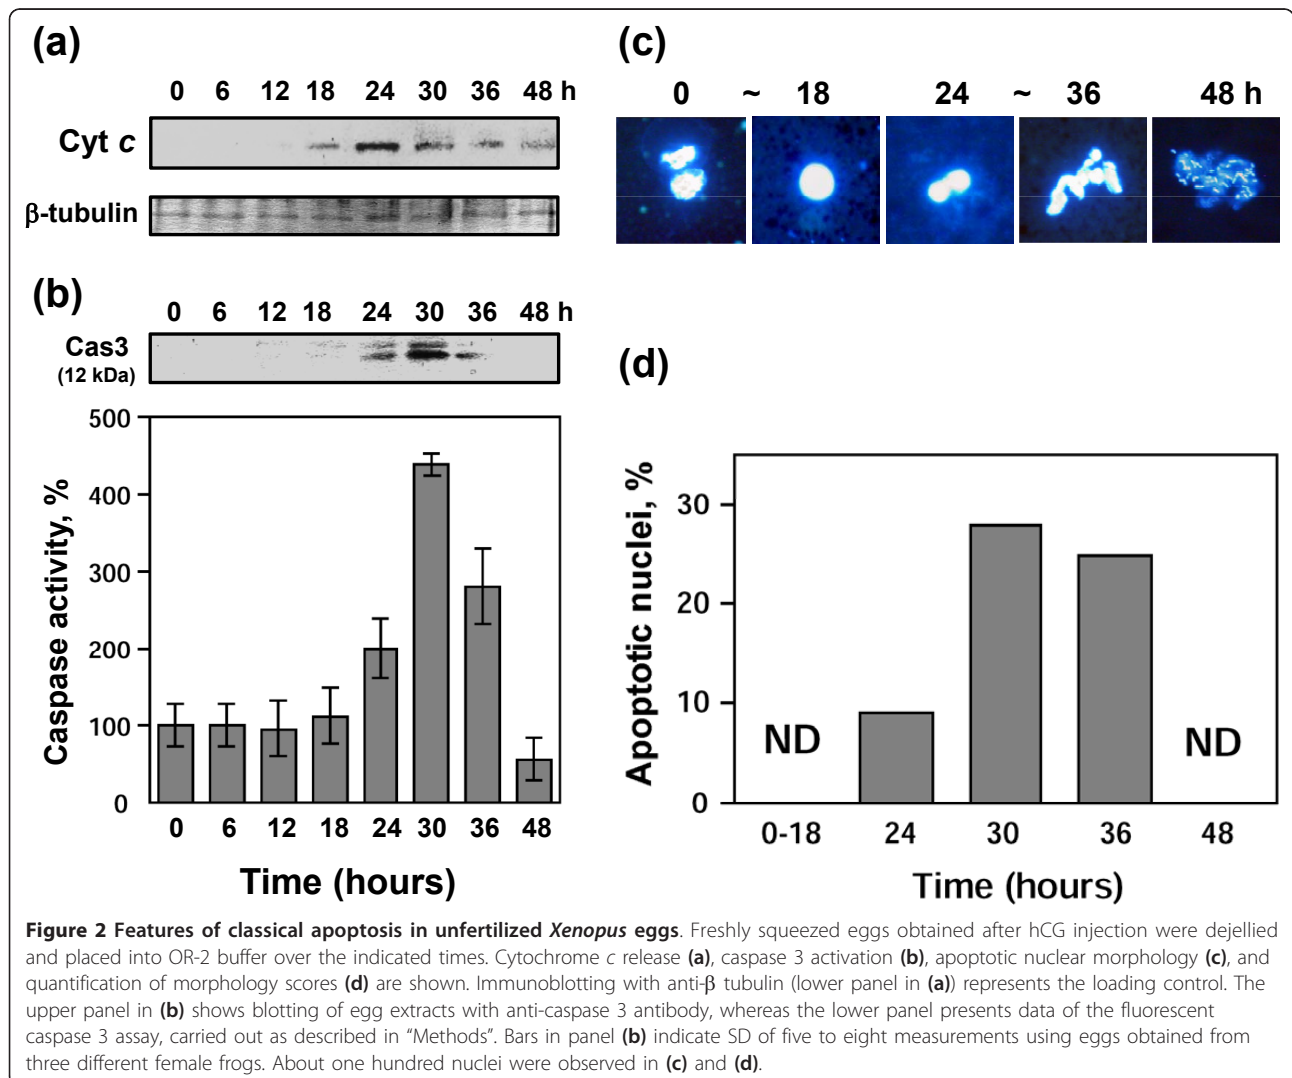 (a)
0 6 12 18 24 30 36 48 h
Cyt c
β-tubulin
(b)
0 6 12 18 24 30 36 48 h
Cas3
(12 kDa)
500
400
300
200
100
0
Caspase activity, %
0 6 12 18 24 30 36 48
Time (hours)
(c)
0 ~ 18 24 ~ 36 48 h
(d)
30
20
10
0
Apoptotic nuclei, %
ND ND
0-18 24 30 36 48
Time (hours)
Figure 2 Features of classical apoptosis in unfertilized Xenopus eggs. Freshly squeezed eggs obtained after hCG injection were dejellied
and placed into OR-2 buffer over the indicated times. Cytochrome c release (a), caspase 3 activation (b), apoptotic nuclear morphology (c), and
quantification of morphology scores (d) are shown. Immunoblotting with anti-β tubulin (lower panel in (a)) represents the loading control. The
upper panel in (b) shows blotting of egg extracts with anti-caspase 3 antibody, whereas the lower panel presents data of the fluorescent
caspase 3 assay, carried out as described in “Methods”. Bars in panel (b) indicate SD of five to eight measurements using eggs obtained from
three different female frogs. About one hundred nuclei were observed in (c) and (d).